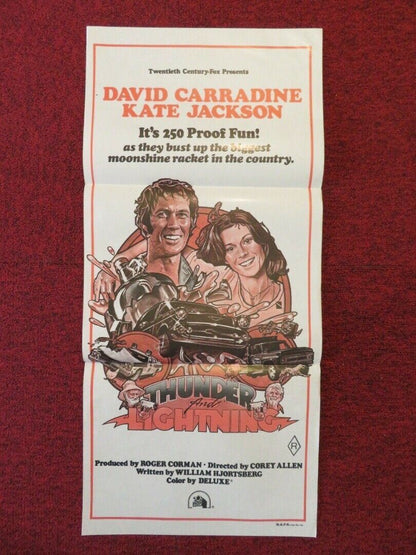 Twentieth Century-Fox Presents
DAVID CARRADINE
KATE JACKSON
It's 250 Proof Fun!
as they bust up the biggest
moonshine racket in the country.
THUNDER
and
LIGHTNING
R
Produced by ROGER CORMAN · Directed by COREY ALLEN
Written by WILLIAM HJORTSBERG
Color by DELUXE®